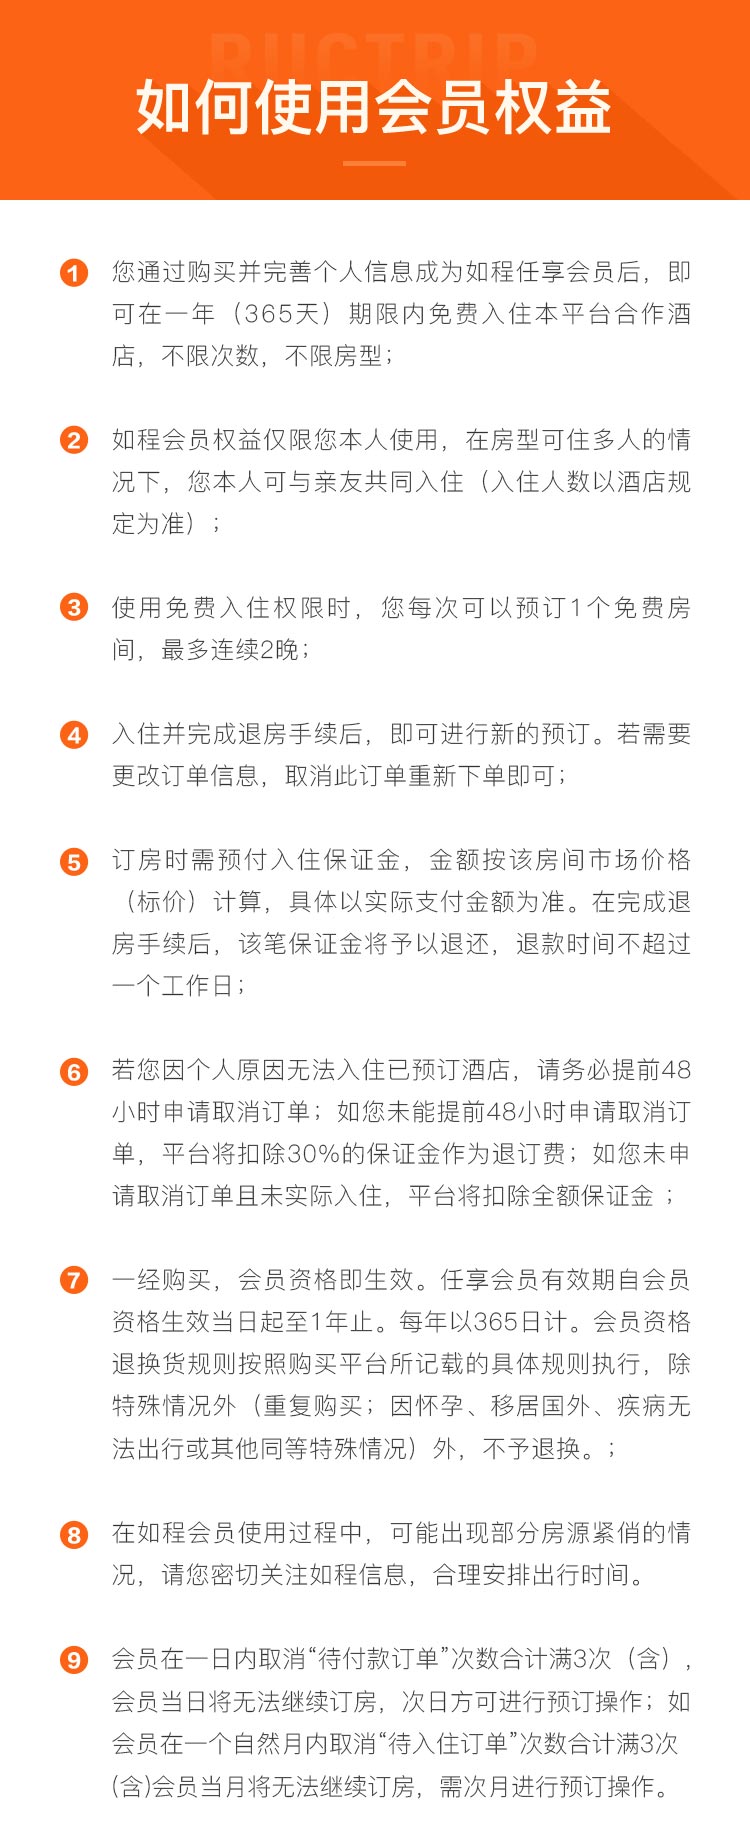 RUCTRIP
如何使用会员权益
1 您通过购买并完善个人信息成为如程任享会员后，即
可在一年（365天）期限内免费入住本平台合作酒
店，不限次数，不限房型；
2 如程会员权益仅限您本人使用，在房型可住多人的情
况下，您本人可与亲友共同入住（入住人数以酒店规
定为准）；
3 使用免费入住权限时，您每次可以预订1个免费房
间，最多连续2晚；
4 入住并完成退房手续后，即可进行新的预订。若需要
更改订单信息，取消此订单重新下单即可；
5 订房时需预付入住保证金，金额按该房间市场价格
（标价）计算，具体以实际支付金额为准。在完成退
房手续后，该笔保证金将予以退还，退款时间不超过
一个工作日；
6 若您因个人原因无法入住已预订酒店，请务必提前48
小时申请取消订单；如您未能提前48小时申请取消订
单，平台将扣除30%的保证金作为退订费；如您未申
请取消订单且未实际入住，平台将扣除全额保证金 ；
7 一经购买，会员资格即生效。任享会员有效期自会员
资格生效当日起至1年止。每年以365日计。会员资格
退换货规则按照购买平台所记载的具体规则执行，除
特殊情况外（重复购买；因怀孕、移居国外、疾病无
法出行或其他同等特殊情况）外，不予退换。；
8 在如程会员使用过程中，可能出现部分房源紧俏的情
况，请您密切关注如程信息，合理安排出行时间。
9 会员在一日内取消“待付款订单”次数合计满3次（含），
会员当日将无法继续订房，次日方可进行预订操作；如
会员在一个自然月内取消“待入住订单”次数合计满3次
(含)会员当月将无法继续订房，需次月进行预订操作。